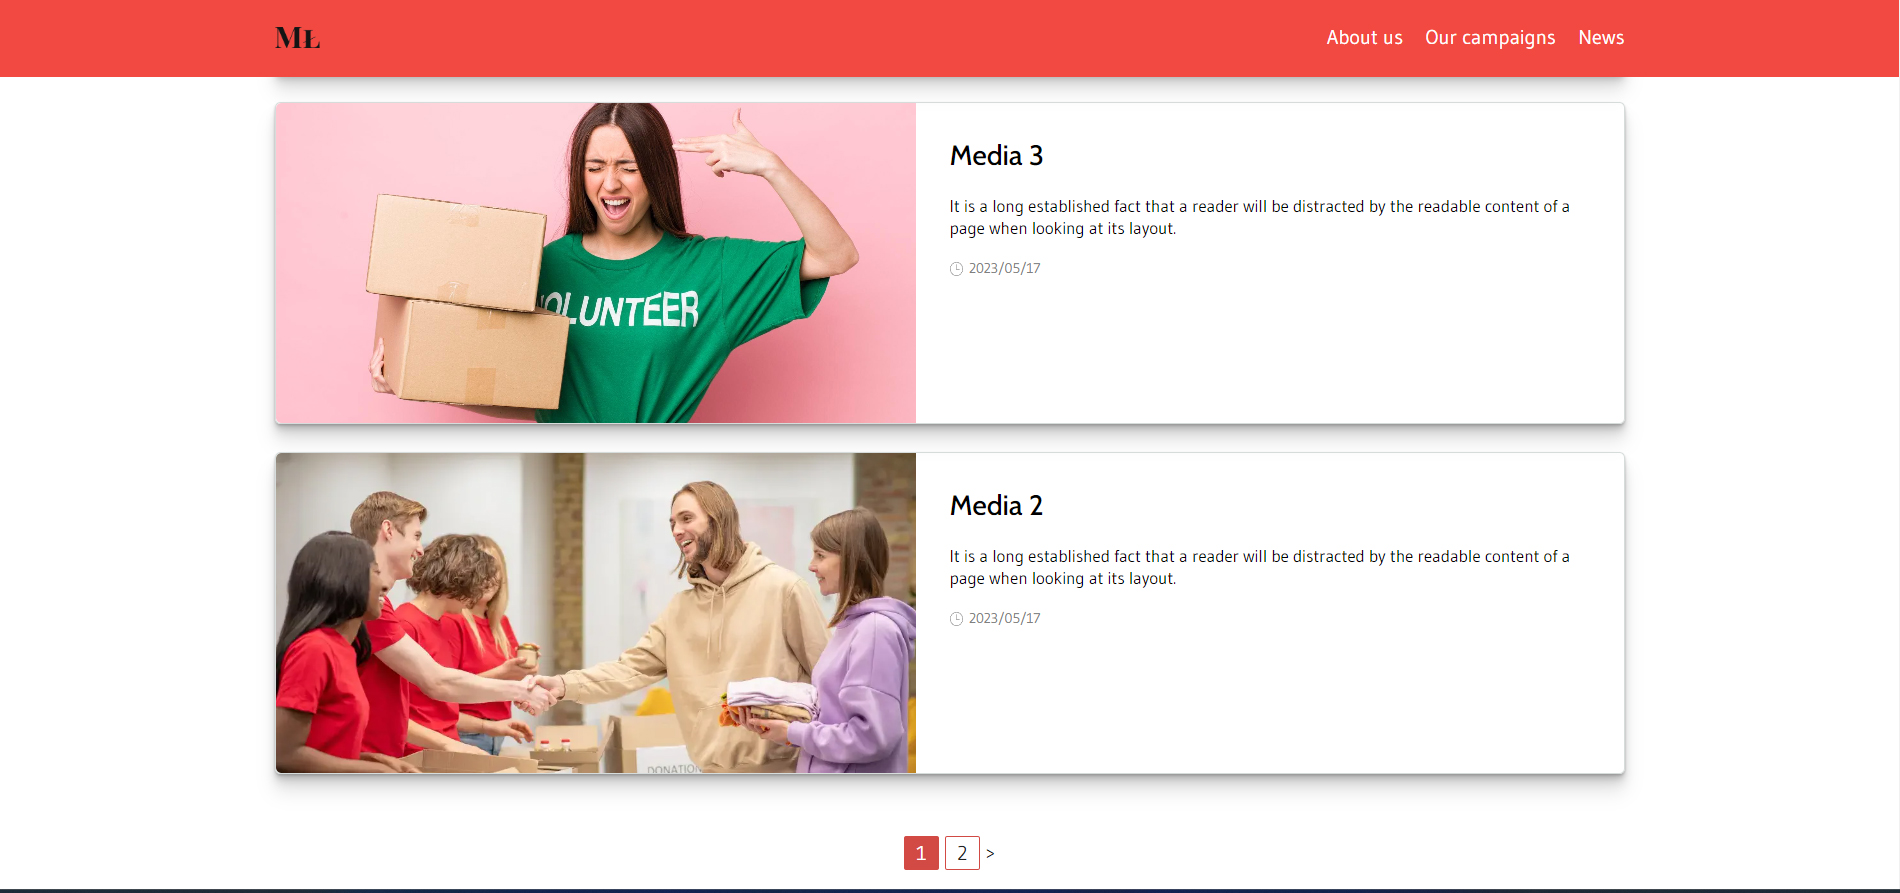 MŁ
About us Our campaigns News
Media 3
It is a long established fact that a reader will be distracted by the readable content of a
page when looking at its layout.
2023/05/17
OLUNTEER
Media 2
It is a long established fact that a reader will be distracted by the readable content of a
page when looking at its layout.
2023/05/17
DONATION
1 2 >